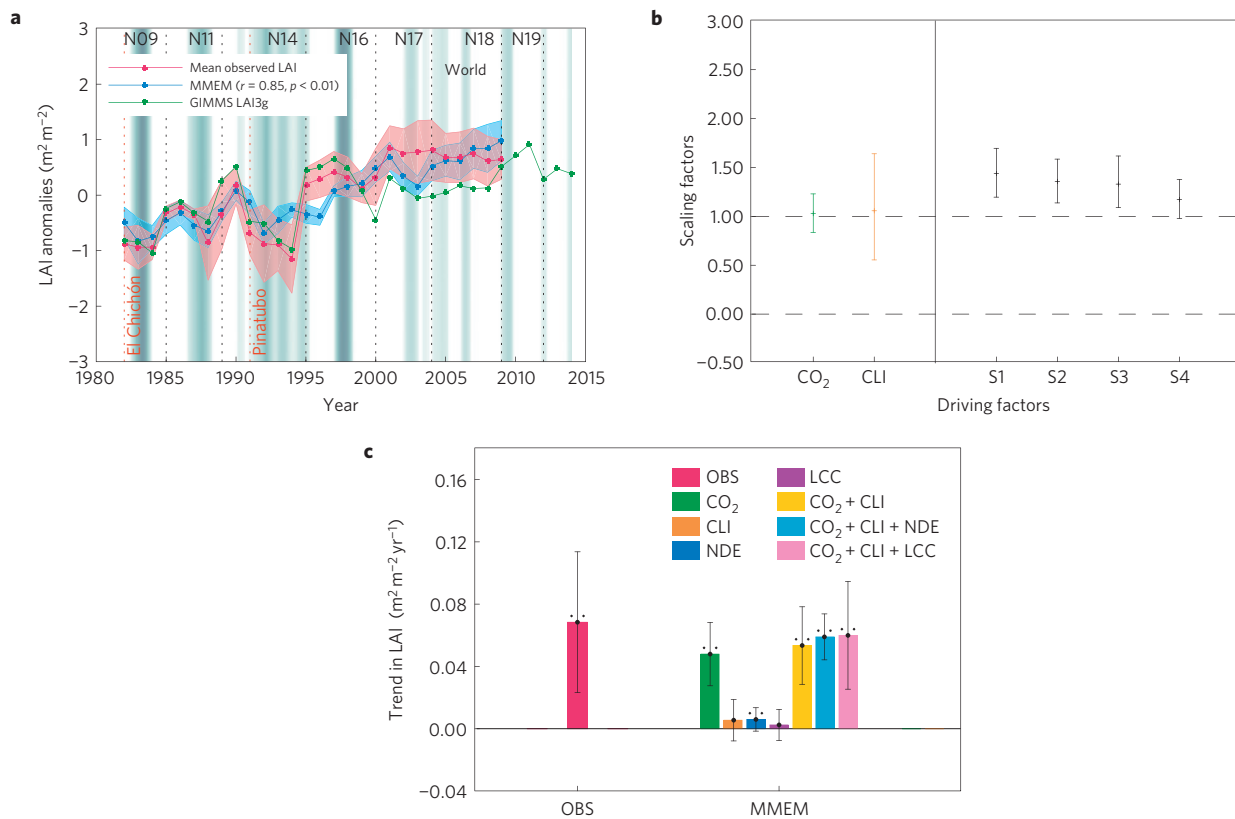 a
N09 N11 N14 N16 N17 N18 N19
World
Mean observed LAI
MMEM (r = 0.85, p < 0.01)
GIMMS LAI3g
El Chichón
Pinatubo
LAI anomalies (m² m⁻²)
3
2
1
0
−1
−2
−3
1980 1985 1990 1995 2000 2005 2010 2015
Year
b
Scaling factors
3.00
2.50
2.00
1.50
1.00
0.50
0.00
−0.50
CO₂ CLI S1 S2 S3 S4
Driving factors
c
Trend in LAI (m² m⁻² yr⁻¹)
0.16
0.12
0.08
0.04
0.00
−0.04
OBS
CO₂
CLI
NDE
LCC
CO₂ + CLI
CO₂ + CLI + NDE
CO₂ + CLI + LCC
OBS MMEM